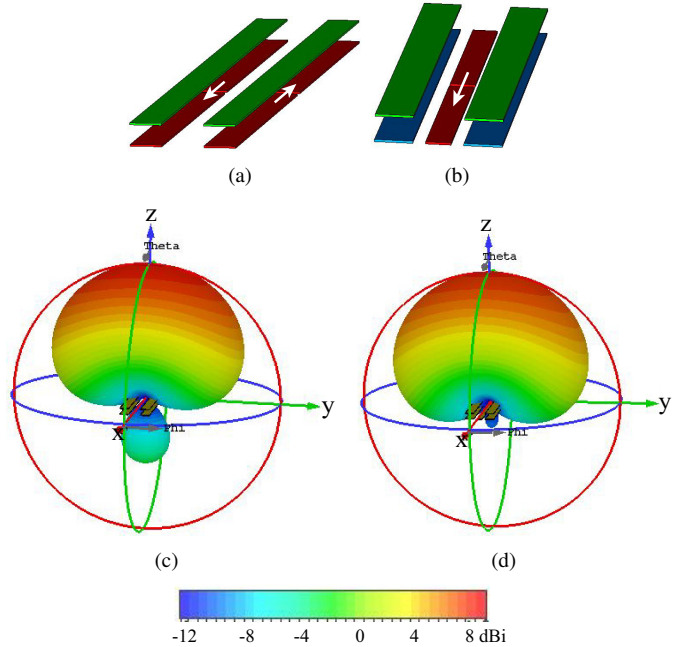 (a) (b)
z z
Theta Theta
y y
x Phi x Phi
(c) (d)
-12 -8 -4 0 4 8 dBi